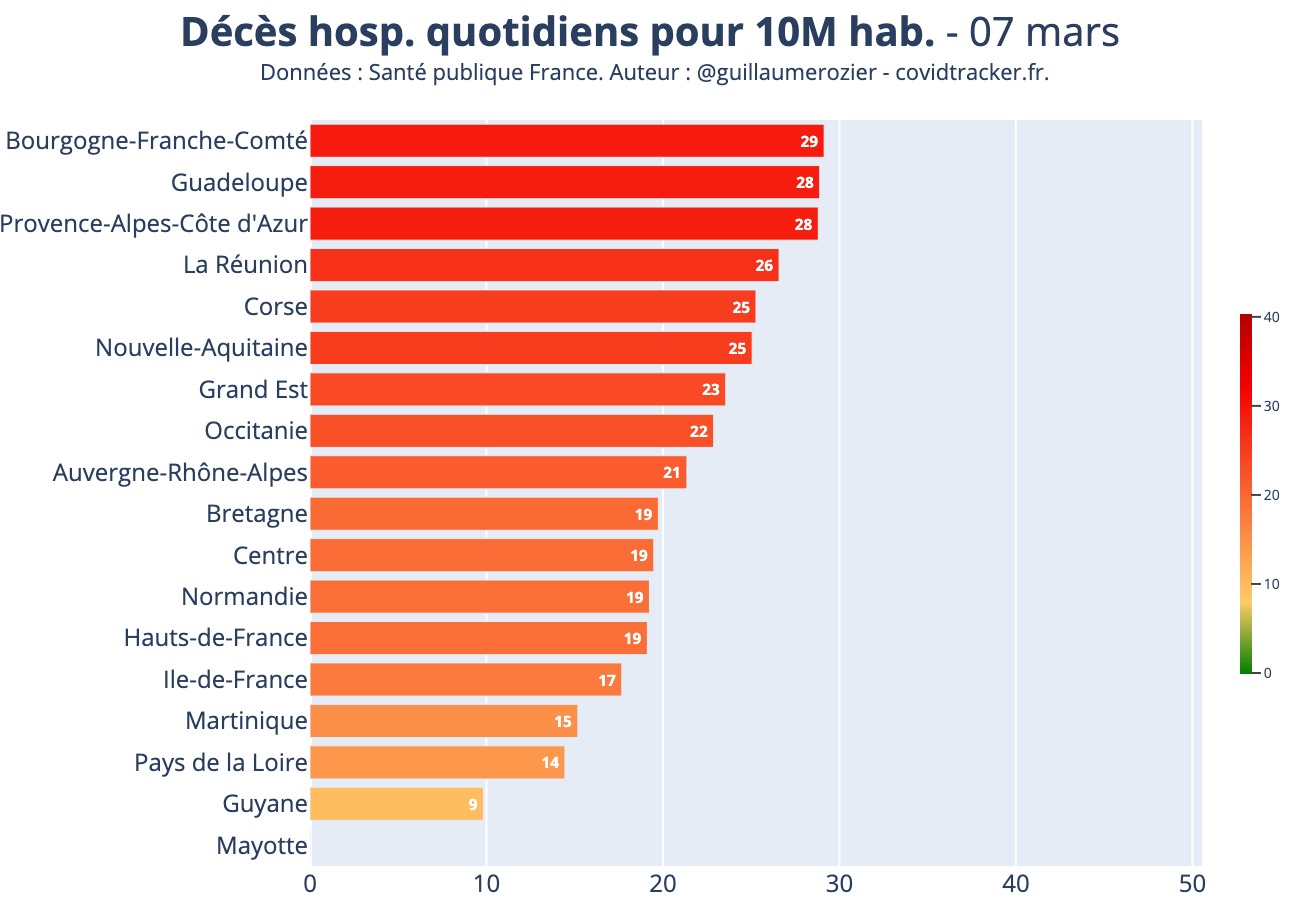 Décès hosp. quotidiens pour 10M hab. - 07 mars
Données : Santé publique France. Auteur : @guillaumerozier - covidtracker.fr.
Bourgogne-Franche-Comté 29
Guadeloupe 28
Provence-Alpes-Côte d'Azur 28
La Réunion 26
Corse 25
Nouvelle-Aquitaine 25
Grand Est 23
Occitanie 22
Auvergne-Rhône-Alpes 21
Bretagne 19
Centre 19
Normandie 19
Hauts-de-France 19
Ile-de-France 17
Martinique 15
Pays de la Loire 14
Guyane 9
Mayotte
0 10 20 30 40 50
40
30
20
10
0